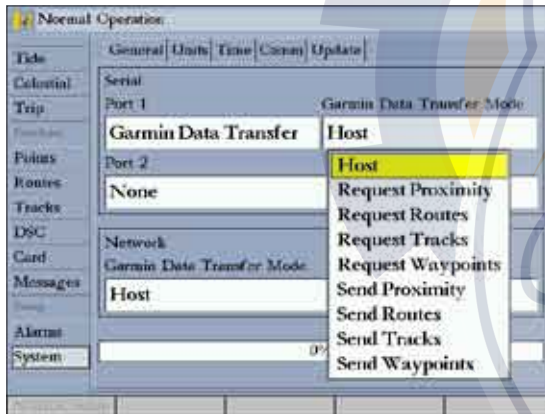 Normal Operation
General Units Time Comm Update
Tide
Celestial
Trip
Points
Routes
Tracks
DSC
Card
Messages
Alarms
System
Serial
Port 1
Garmin Data Transfer Mode
Garmin Data Transfer
Host
Port 2
None
Host
Request Proximity
Request Routes
Request Tracks
Request Waypoints
Send Proximity
Send Routes
Send Tracks
Send Waypoints
Network
Garmin Data Transfer Mode
Host
0%